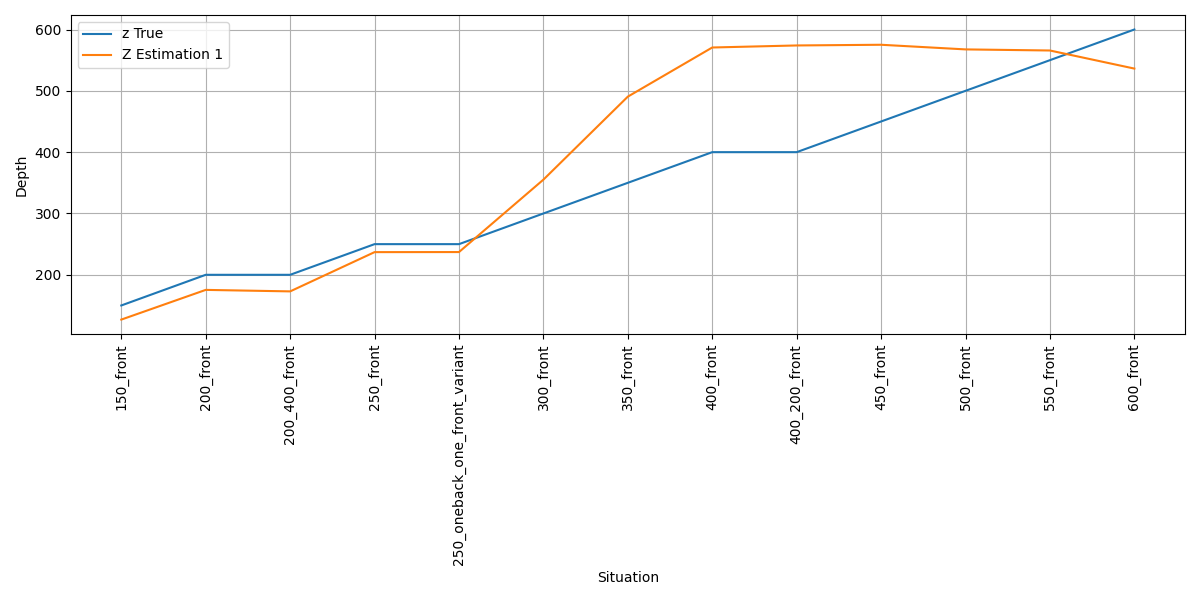 z True
Z Estimation 1
600
500
400
300
200
Depth
150_front
200_front
200_400_front
250_front
250_oneback_one_front_variant
300_front
350_front
400_front
400_200_front
450_front
500_front
550_front
600_front
Situation